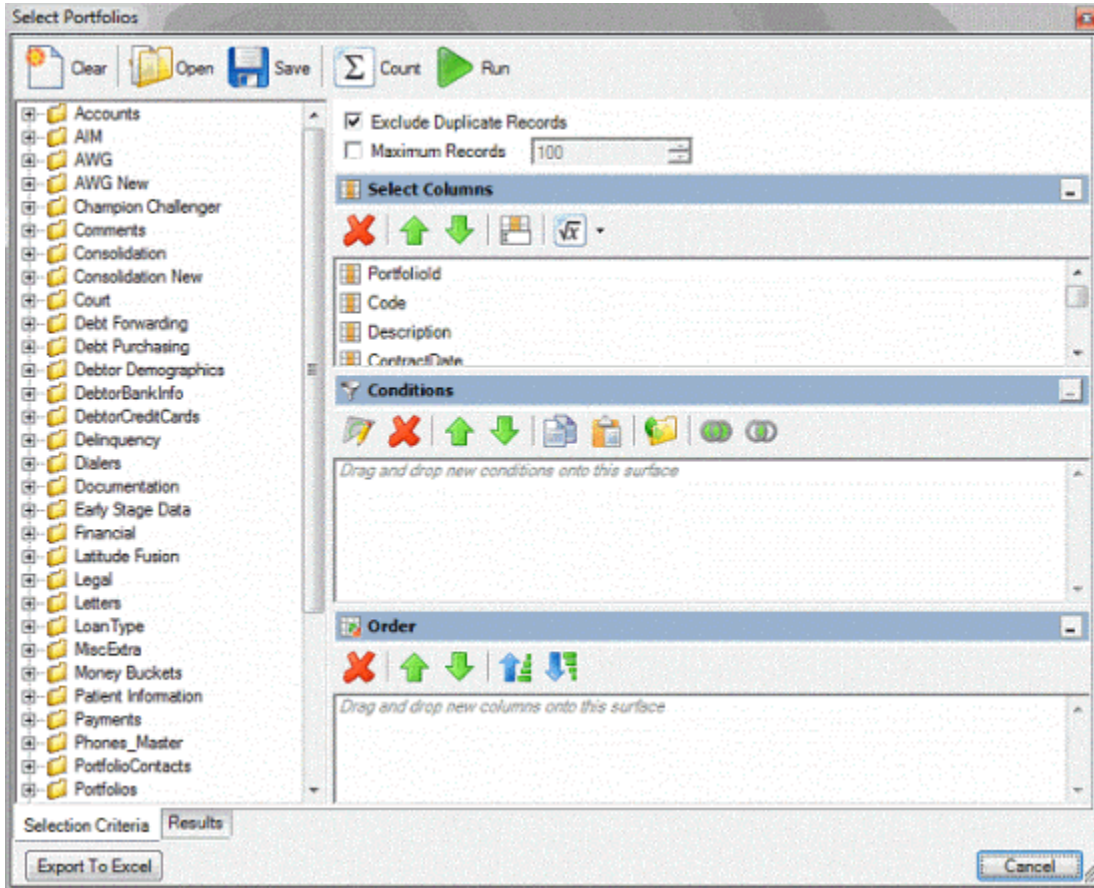 Select Portfolios
Clear Open Save Count Run
Accounts
AIM
AWG
AWG New
Champion Challenger
Comments
Consolidation
Consolidation New
Court
Debt Forwarding
Debt Purchasing
Debtor Demographics
DebtorBankInfo
DebtorCreditCards
Delinquency
Dialers
Documentation
Early Stage Data
Financial
Latitude Fusion
Legal
Letters
LoanType
MiscExtra
Money Buckets
Patient Information
Payments
Phones_Master
PortfolioContacts
Portfolios
Exclude Duplicate Records
Maximum Records 100
Select Columns
PortfolioId
Code
Description
ContractDate
Conditions
Drag and drop new conditions onto this surface
Order
Drag and drop new columns onto this surface
Selection Criteria Results
Export To Excel Cancel